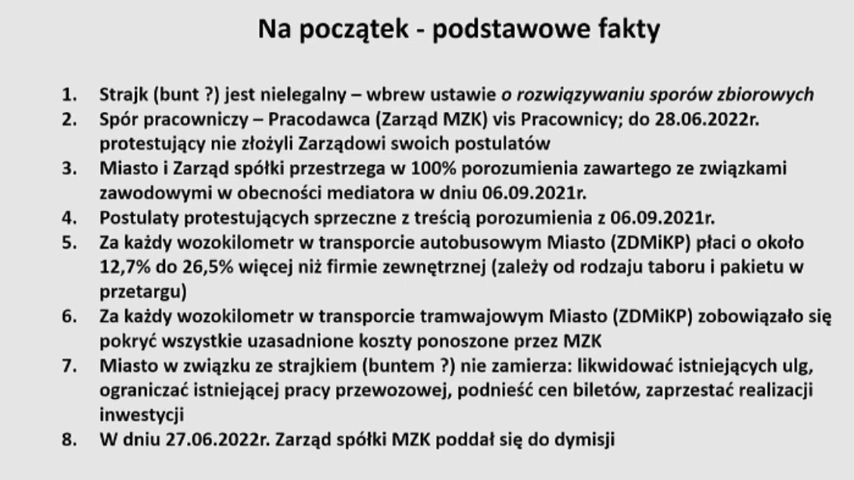 Na początek - podstawowe fakty
1. Strajk (bunt ?) jest nielegalny – wbrew ustawie o rozwiązywaniu sporów zbiorowych
2. Spór pracowniczy – Pracodawca (Zarząd MZK) vis Pracownicy; do 28.06.2022r.
protestujący nie złożyli Zarządowi swoich postulatów
3. Miasto i Zarząd spółki przestrzega w 100% porozumienia zawartego ze związkami
zawodowymi w obecności mediatora w dniu 06.09.2021r.
4. Postulaty protestujących sprzeczne z treścią porozumienia z 06.09.2021r.
5. Za każdy wozokilometr w transporcie autobusowym Miasto (ZDMiKP) płaci o około
12,7% do 26,5% więcej niż firmie zewnętrznej (zależy od rodzaju taboru i pakietu w
przetargu)
6. Za każdy wozokilometr w transporcie tramwajowym Miasto (ZDMiKP) zobowiązało się
pokryć wszystkie uzasadnione koszty ponoszone przez MZK
7. Miasto w związku ze strajkiem (buntem ?) nie zamierza: likwidować istniejących ulg,
ograniczać istniejącej pracy przewozowej, podnieść cen biletów, zaprzestać realizacji
inwestycji
8. W dniu 27.06.2022r. Zarząd spółki MZK poddał się do dymisji